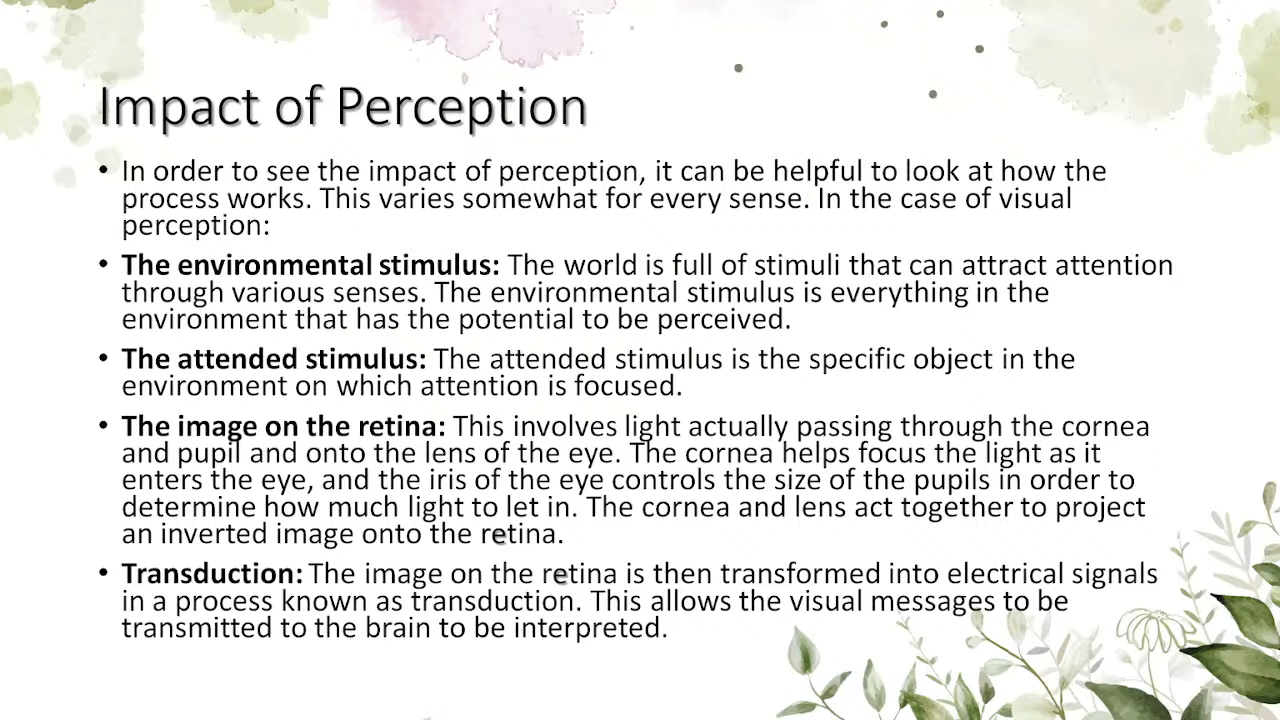 Impact of Perception
• In order to see the impact of perception, it can be helpful to look at how the
process works. This varies somewhat for every sense. In the case of visual
perception:
• The environmental stimulus: The world is full of stimuli that can attract attention
through various senses. The environmental stimulus is everything in the
environment that has the potential to be perceived.
• The attended stimulus: The attended stimulus is the specific object in the
environment on which attention is focused.
• The image on the retina: This involves light actually passing through the cornea
and pupil and onto the lens of the eye. The cornea helps focus the light as it
enters the eye, and the iris of the eye controls the size of the pupils in order to
determine how much light to let in. The cornea and lens act together to project
an inverted image onto the retina.
• Transduction: The image on the retina is then transformed into electrical signals
in a process known as transduction. This allows the visual messages to be
transmitted to the brain to be interpreted.